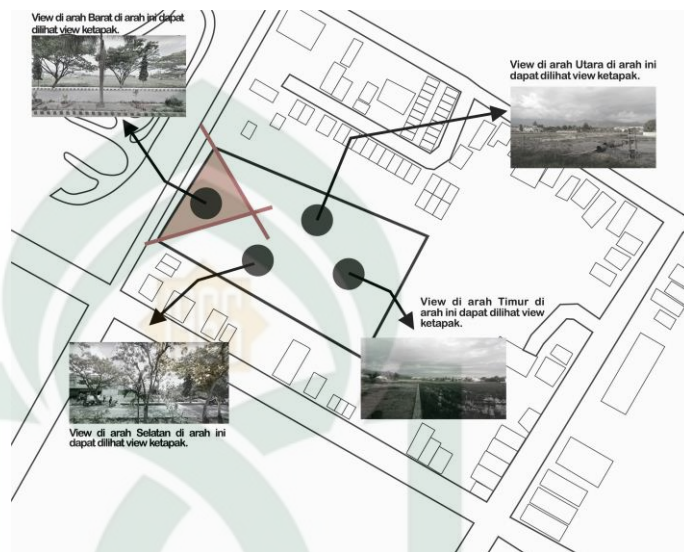 View di arah Barat di arah ini dapat
dilihat view ketapak.
View di arah Utara di arah ini
dapat dilihat view ketapak.
View di arah Timur di
arah ini dapat dilihat view
ketapak.
View di arah Selatan di arah ini
dapat dilihat view ketapak.